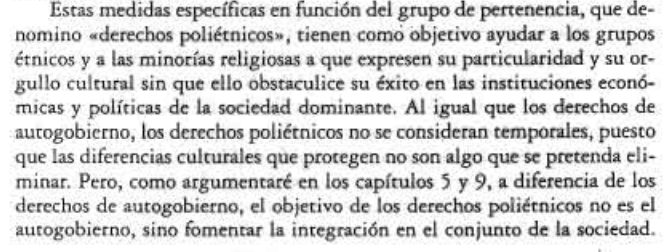 Estas medidas específicas en función del grupo de pertenencia, que de-
nomino «derechos poliétnicos», tienen como objetivo ayudar a los grupos
étnicos y a las minorías religiosas a que expresen su particularidad y su or-
gullo cultural sin que ello obstaculice su éxito en las instituciones econó-
micas y políticas de la sociedad dominante. Al igual que los derechos de
autogobierno, los derechos poliétnicos no se consideran temporales, puesto
que las diferencias culturales que protegen no son algo que se pretenda eli-
minar. Pero, como argumentaré en los capítulos 5 y 9, a diferencia de los
derechos de autogobierno, el objetivo de los derechos poliétnicos no es el
autogobierno, sino fomentar la integración en el conjunto de la sociedad.